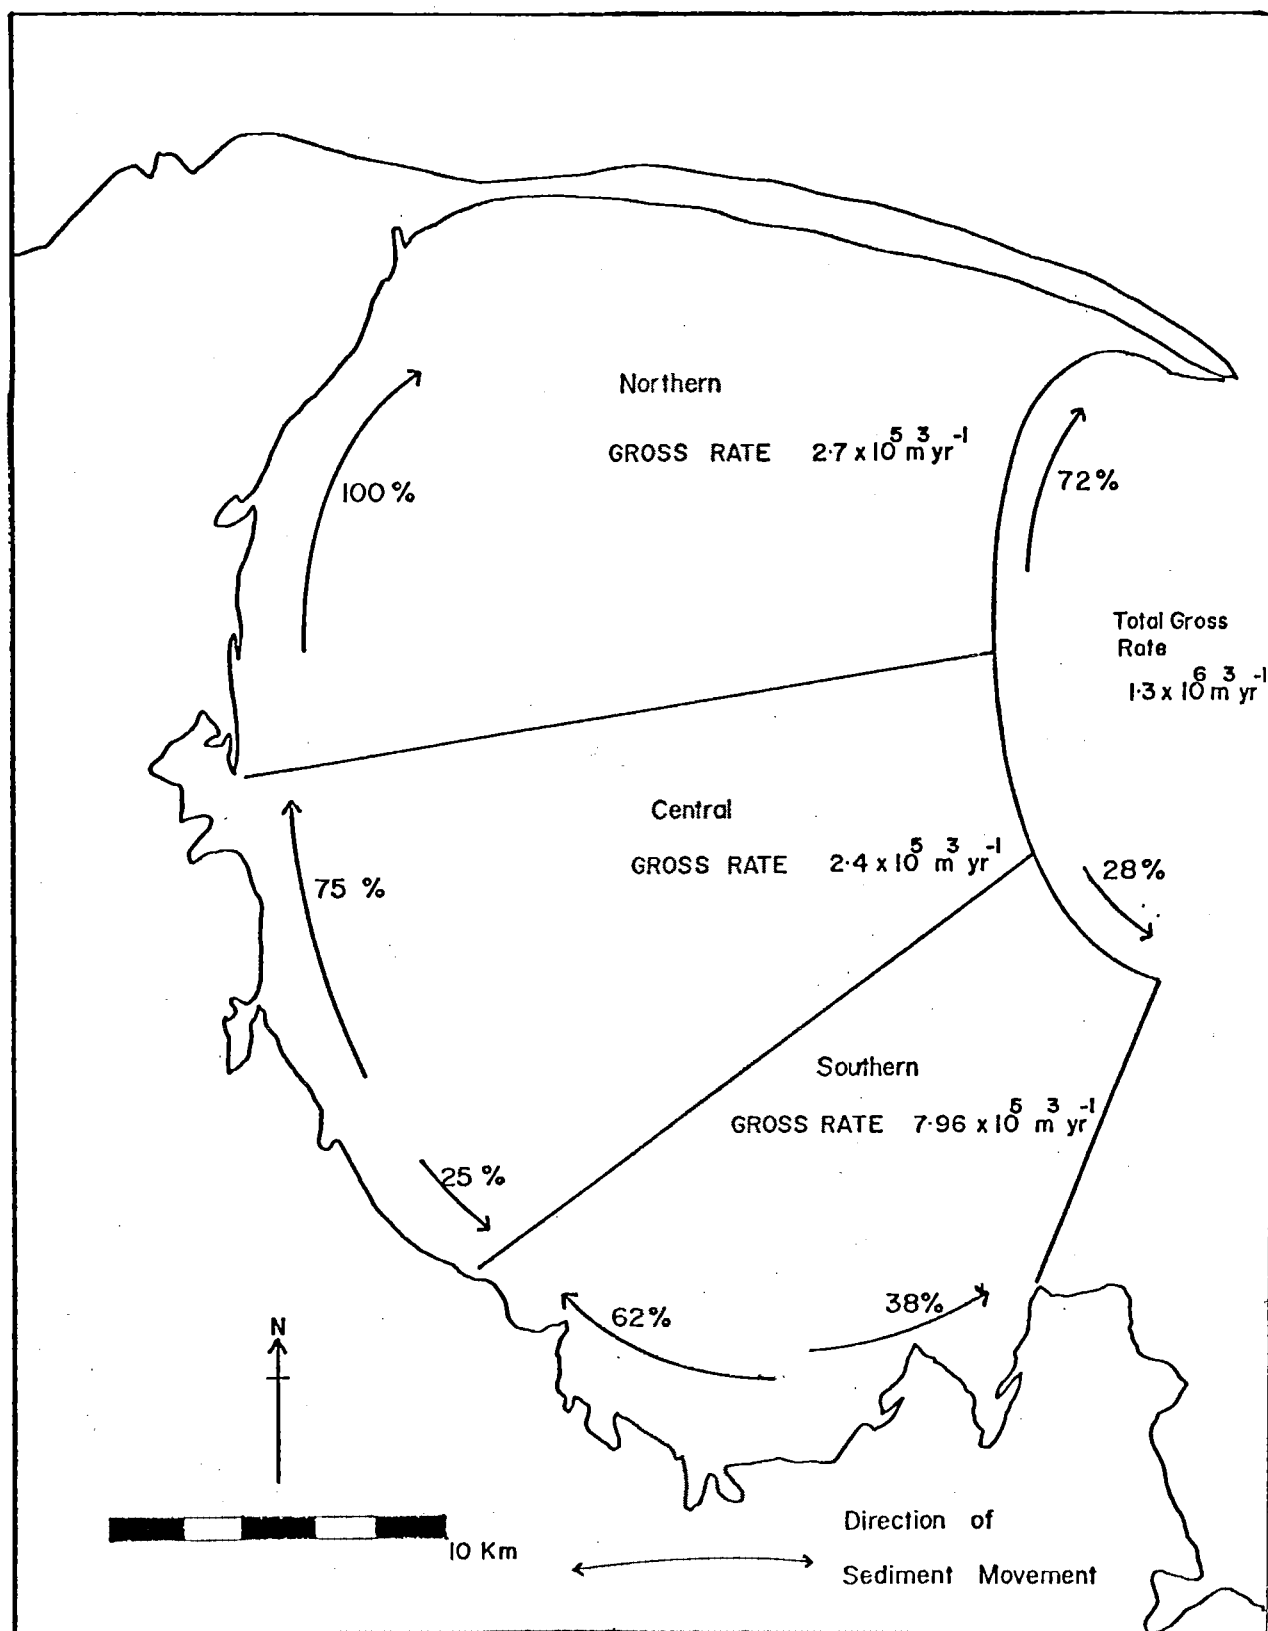 Northern
GROSS RATE 2·7 x 10⁵ m³ yr⁻¹
100 %
72%
Total Gross
Rate
1·3 x 10⁶ m³ yr⁻¹
Central
GROSS RATE 2·4 x 10⁵ m³ yr⁻¹
75 %
28%
Southern
GROSS RATE 7·96 x 10⁵ m³ yr⁻¹
25 %
62%
38%
N
10 Km
Direction of
Sediment Movement